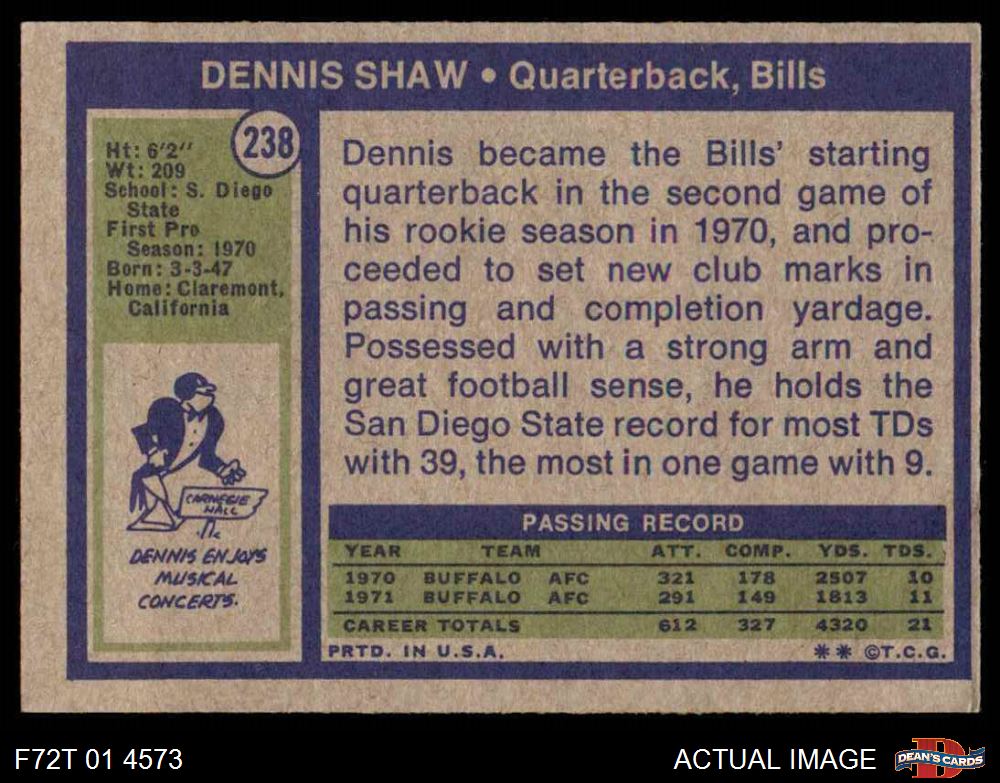 DENNIS SHAW • Quarterback, Bills
238
Ht: 6'2''
Wt: 209
School: S. Diego
State
First Pro
Season: 1970
Born: 3-3-47
Home: Claremont,
California
CARNEGIE
HALL
DENNIS ENJOYS
MUSICAL
CONCERTS.
Dennis became the Bills' starting
quarterback in the second game of
his rookie season in 1970, and pro-
ceeded to set new club marks in
passing and completion yardage.
Possessed with a strong arm and
great football sense, he holds the
San Diego State record for most TDs
with 39, the most in one game with 9.
PASSING RECORD
YEAR TEAM ATT. COMP. YDS. TDS.
1970 BUFFALO AFC 321 178 2507 10
1971 BUFFALO AFC 291 149 1813 11
CAREER TOTALS 612 327 4320 21
PRTD. IN U.S.A. ** ©T.C.G.
F72T 01 4573 ACTUAL IMAGE
D
DEAN'S CARDS